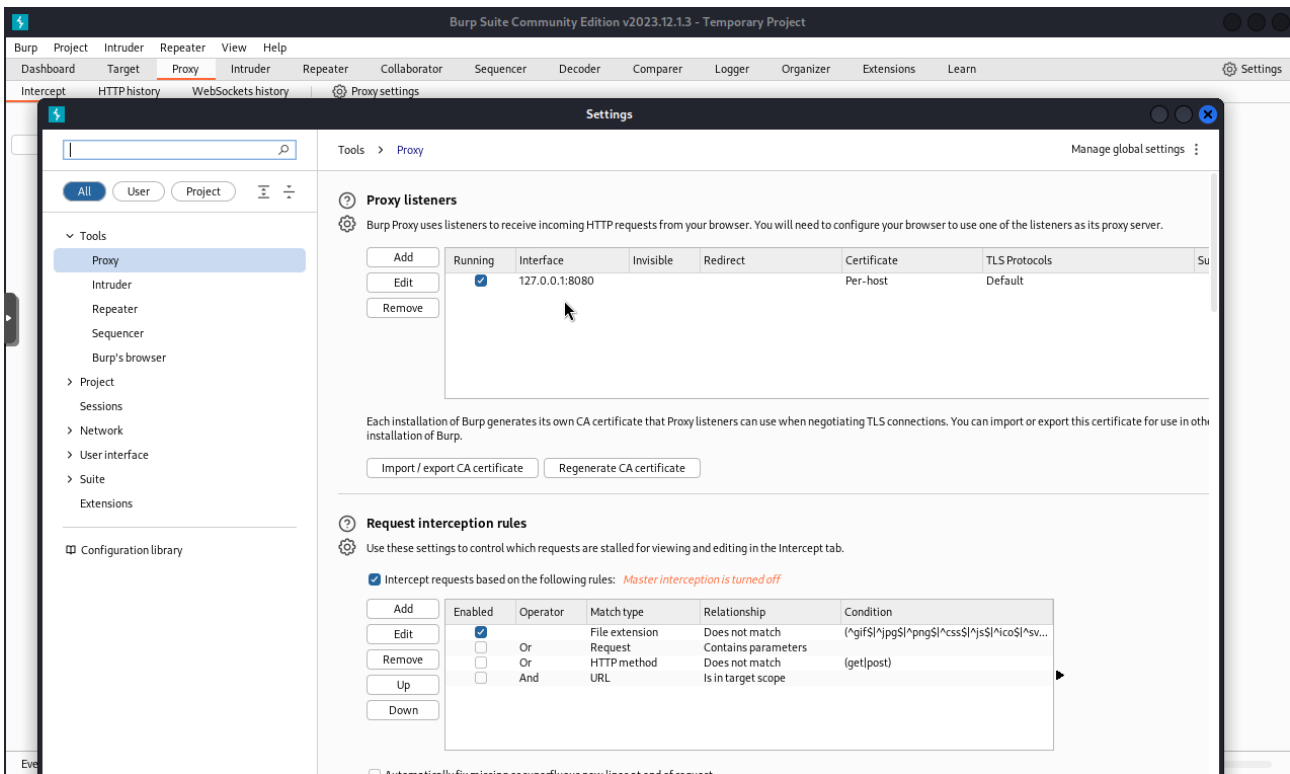 Burp Suite Community Edition v2023.12.1.3 - Temporary Project
Burp Project Intruder Repeater View Help
Dashboard Target Proxy Intruder Repeater Collaborator Sequencer Decoder Comparer Logger Organizer Extensions Learn Settings
Intercept HTTP history WebSockets history Proxy settings
Settings
Tools > Proxy
Manage global settings
All User Project
Tools
Proxy
Intruder
Repeater
Sequencer
Burp's browser
Project
Sessions
Network
User interface
Suite
Extensions
Configuration library
Proxy listeners
Burp Proxy uses listeners to receive incoming HTTP requests from your browser. You will need to configure your browser to use one of the listeners as its proxy server.
Add
Edit
Remove
Running Interface Invisible Redirect Certificate TLS Protocols Su
127.0.0.1:8080 Per-host Default
Each installation of Burp generates its own CA certificate that Proxy listeners can use when negotiating TLS connections. You can import or export this certificate for use in othe
installation of Burp.
Import / export CA certificate Regenerate CA certificate
Request interception rules
Use these settings to control which requests are stalled for viewing and editing in the Intercept tab.
Intercept requests based on the following rules: Master interception is turned off
Add
Edit
Remove
Up
Down
Enabled Operator Match type Relationship Condition
File extension Does not match (^gif$|^jpg$|^png$|^css$|^js$|^ico$|^sv...
Or Request Contains parameters
Or HTTP method Does not match (get|post)
And URL Is in target scope
Eve